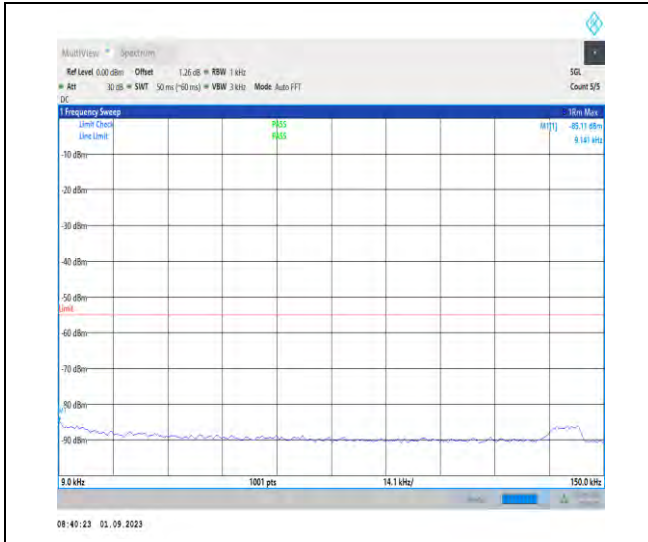 MultiView Spektrum
Ref Level 0.00 dBm Offset 1.26 dB RBW 1 kHz SGL
Att 30 dB SWT 50 ms (~60 ms) VBW 3 kHz Mode Auto FFT Count 5/5
DC
1 Frequency Sweep 1Rm Max
Limit Check PASS M1[1] -85.11 dBm
Line Limit PASS 9.141 kHz
-10 dBm
-20 dBm
-30 dBm
-40 dBm
-50 dBm
Limit
-60 dBm
-70 dBm
-80 dBm
M1
-90 dBm
9.0 kHz 1001 pts 14.1 kHz/ 150.0 kHz
08:40:23 01.09.2023